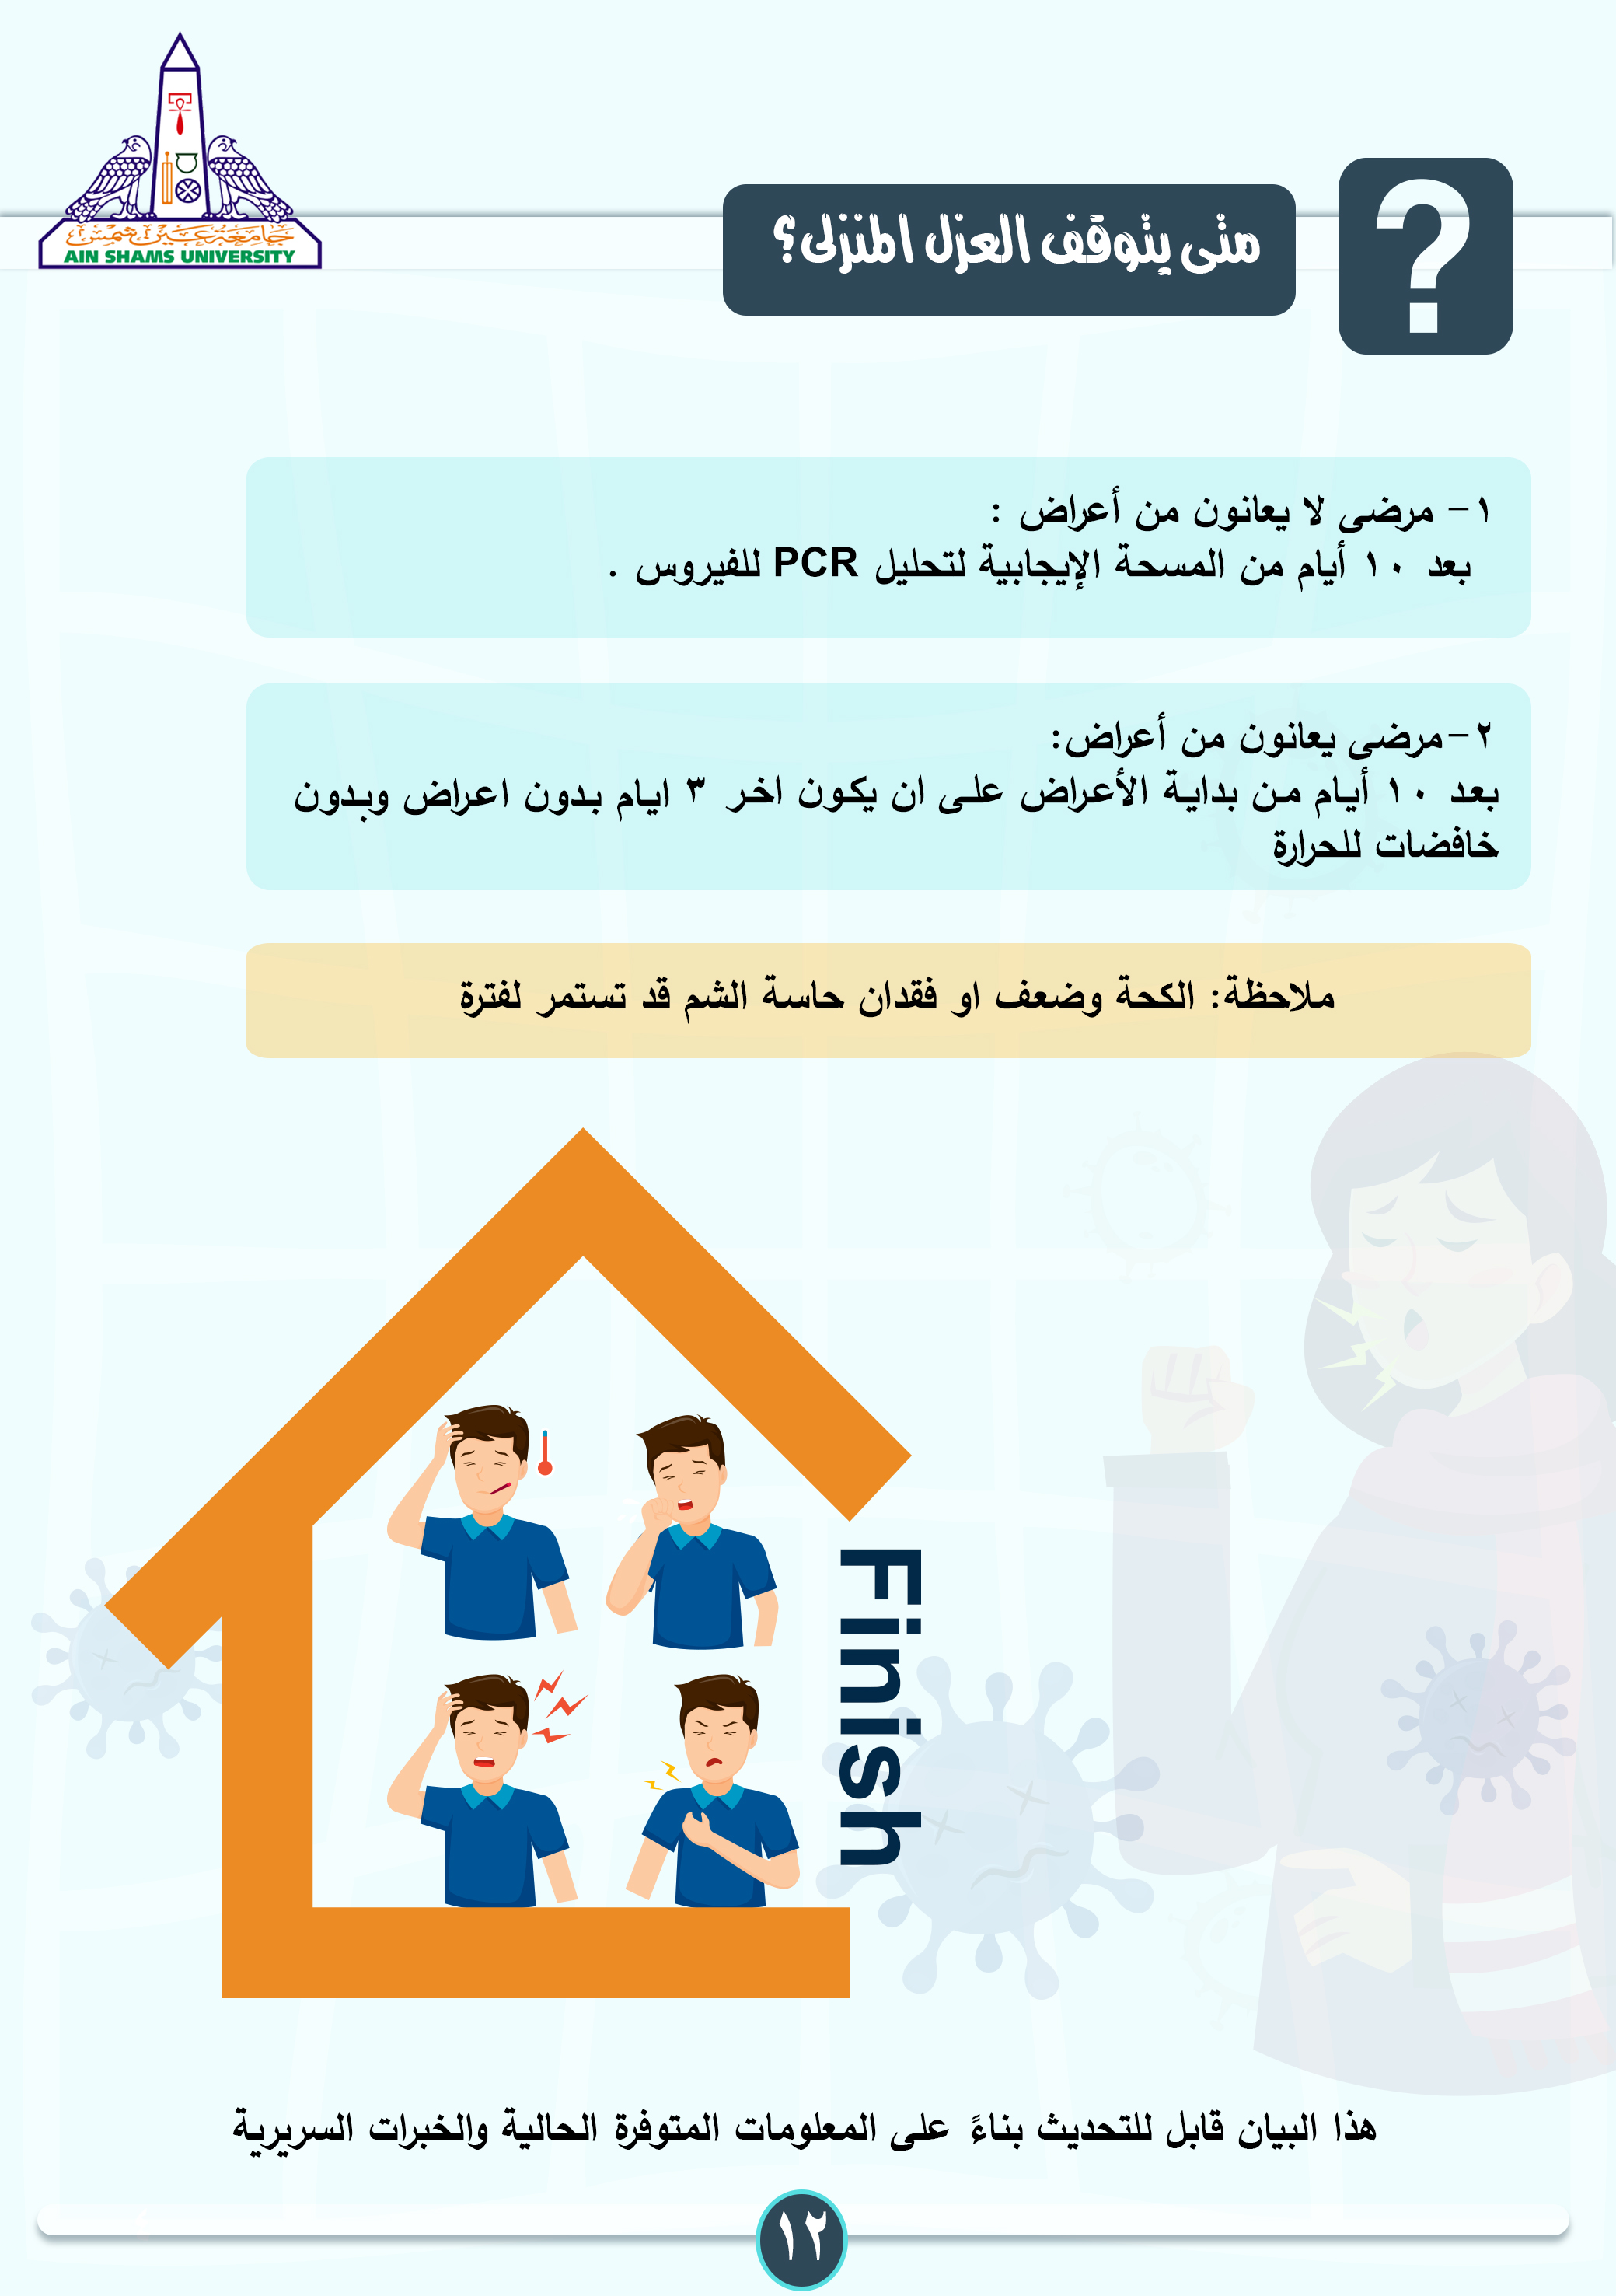 جامعة عين شمس
AIN SHAMS UNIVERSITY
?
متى يتوقف العزل المنزلى؟
١- مرضى لا يعانون من أعراض :
بعد ١٠ أيام من المسحة الإيجابية لتحليل PCR للفيروس .
٢-مرضى يعانون من أعراض:
بعد ١٠ أيام من بداية الأعراض على ان يكون اخر ٣ ايام بدون اعراض وبدون
خافضات للحرارة
ملاحظة: الكحة وضعف او فقدان حاسة الشم قد تستمر لفترة
Finish
هذا البيان قابل للتحديث بناءً على المعلومات المتوفرة الحالية والخبرات السريرية
١٢